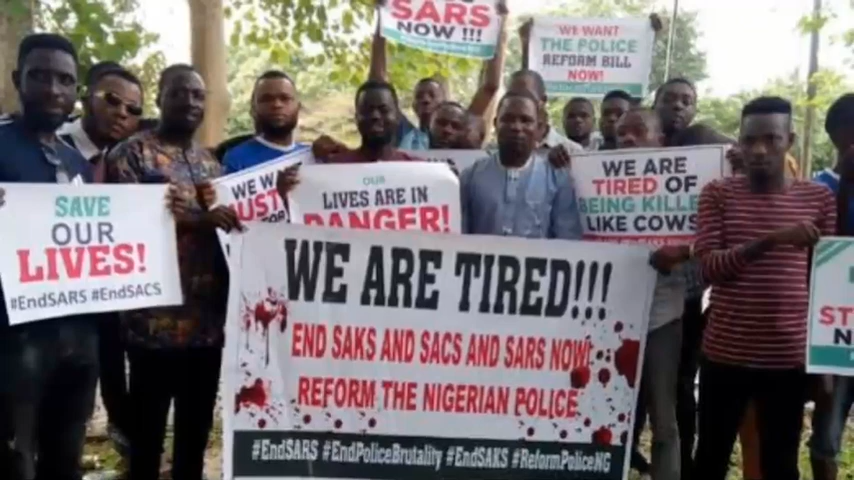 SARS
NOW !!!
WE WANT
THE POLICE
REFORM BILL
NOW!
SAVE
OUR
LIVES!
#EndSARS #EndSACS
WE W
OUR
LIVES ARE IN
DANGER!
WE ARE
TIRED OF
BEING KILLE
LIKE COWS
WE ARE TIRED!!!
END SAKS AND SACS AND SARS NOW!
REFORM THE NIGERIAN POLICE
#EndSARS #EndPoliceBrutality #EndSAKS #ReformPoliceNG